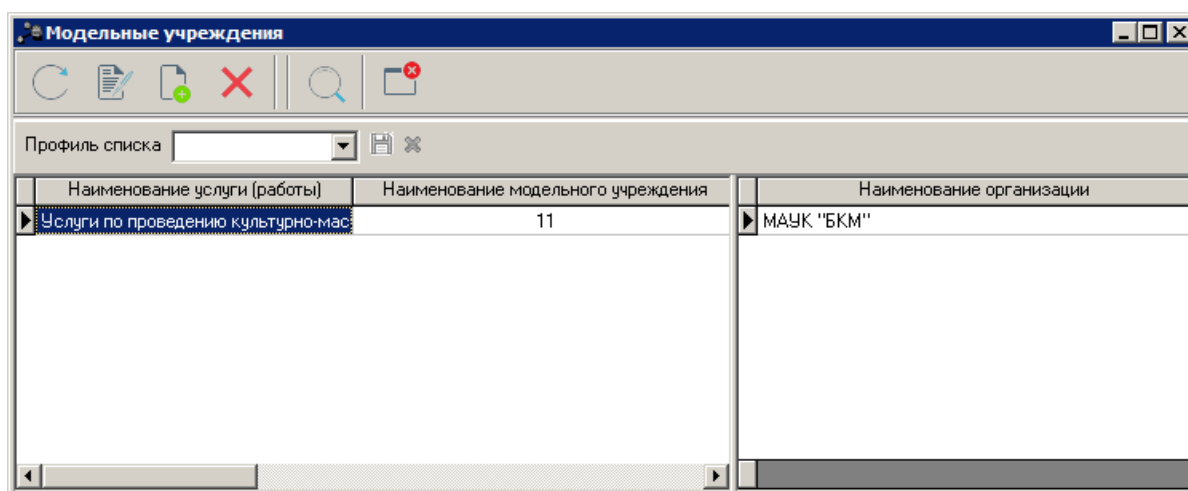 Модельные учреждения
Профиль списка
Наименование услуги (работы) Наименование модельного учреждения Наименование организации
Услуги по проведению культурно-мас 11 МАУК "БКМ"